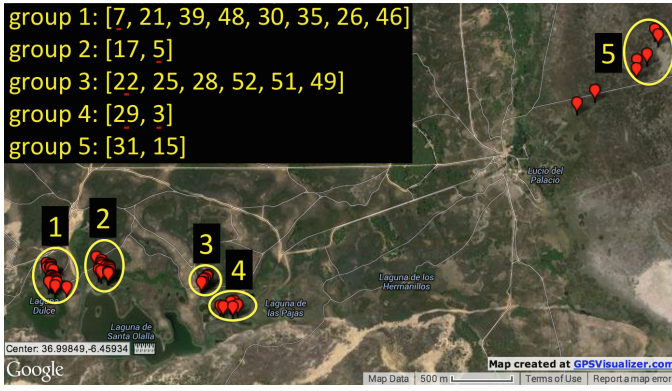 group 1: [7, 21, 39, 48, 30, 35, 26, 46]
group 2: [17, 5]
group 3: [22, 25, 28, 52, 51, 49]
group 4: [29, 3]
group 5: [31, 15]
5
Lucio del
Palacio
1
2
3
4
Laguna
Dulce
Laguna de
Santa Olalla
Laguna de
las Pajas
Laguna de los
Hermanillos
Center: 36.99849,-6.45934
Google
Map created at GPSVisualizer.com
Map Data
500 m
Terms of Use
Report a map error